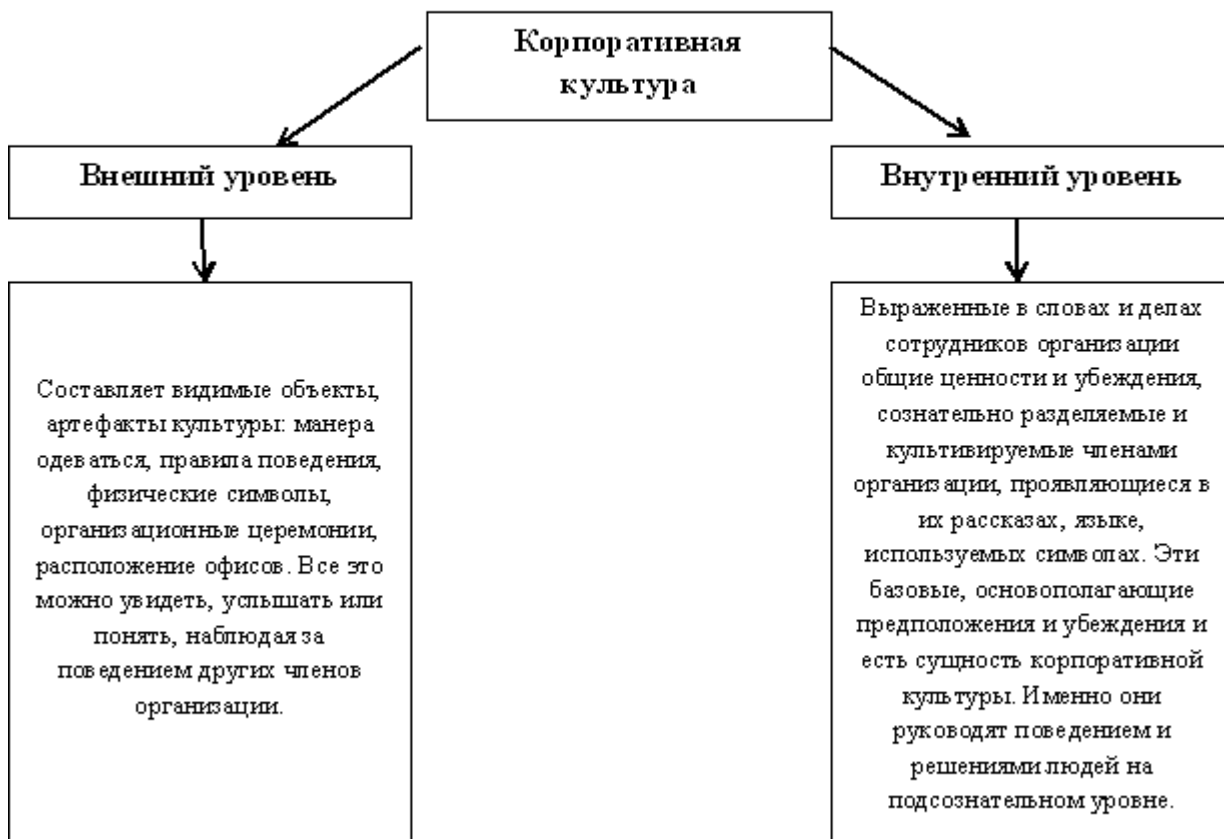 Корпоративная
культура
Внешний уровень
Внутренний уровень
Составляет видимые объекты,
артефакты культуры: манера
одеваться, правила поведения,
физические символы,
организационные церемонии,
расположение офисов. Все это
можно увидеть, услышать или
понять, наблюдая за
поведением других членов
организации.
Выраженные в словах и делах
сотрудников организации
общие ценности и убеждения,
сознательно разделяемые и
культивируемые членами
организации, проявляющиеся в
их рассказах, языке,
используемых символах. Эти
базовые, основополагающие
предположения и убеждения и
есть сущность корпоративной
культуры. Именно они
руководят поведением и
решениями людей на
подсознательном уровне.